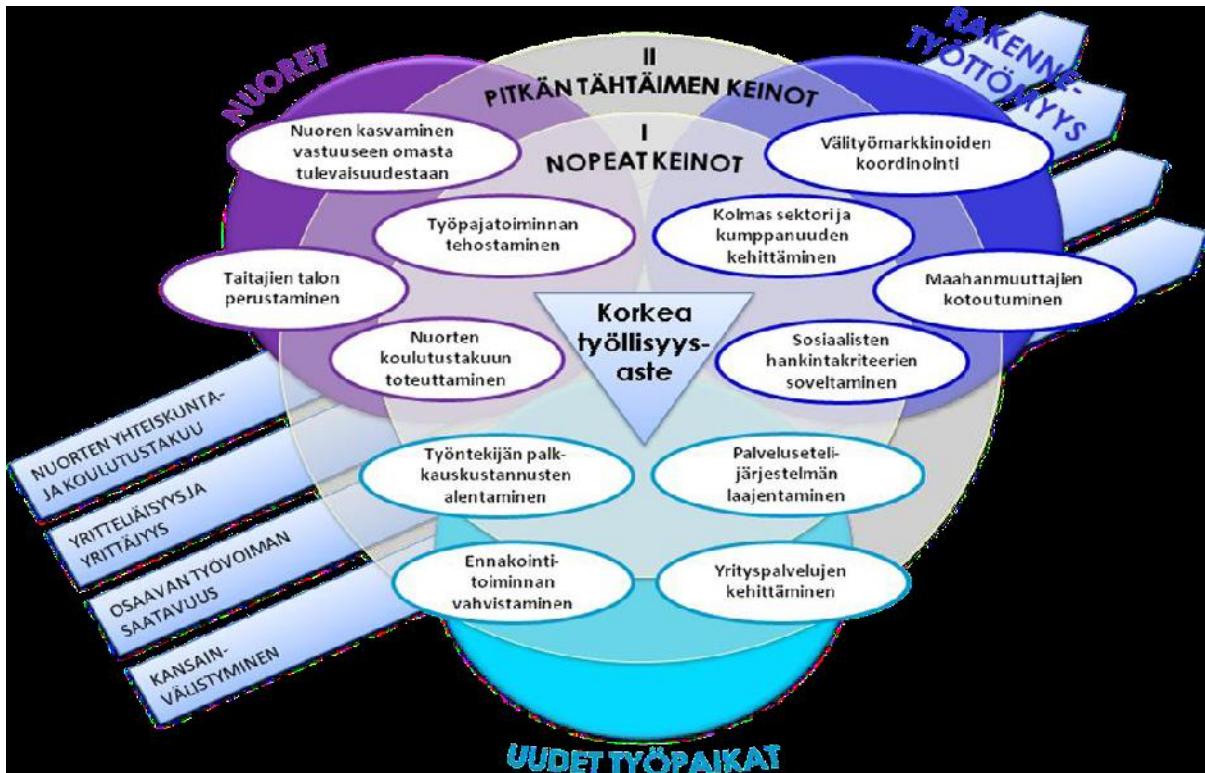 NUORET
RAKENNE-
TYÖTTÖMYYS
II
PITKÄN TÄHTÄIMEN KEINOT
I
NOPEAT KEINOT
Nuoren kasvaminen
vastuuseen omasta
tulevaisuudestaan
Välityömarkkinoiden
koordinointi
Työpajatoiminnan
tehostaminen
Kolmas sektori ja
kumppanuuden
kehittäminen
Taitajien talon
perustaminen
Maahanmuuttajien
kotoutuminen
Korkea
työllisyys-
aste
Nuorten
koulutustakuun
toteuttaminen
Sosiaalisten
hankintakriteerien
soveltaminen
Työntekijän palk-
kauskustannusten
alentaminen
Palveluseteli-
järjestelmän
laajentaminen
Ennakointi-
toiminnan
vahvistaminen
Yrityspalvelujen
kehittäminen
NUORTEN YHTEISKUNTA-
JA KOULUTUSTAKUU
YRITTELIÄISYYS JA
YRITTÄJYYS
OSAAVAN TYÖVOIMAN
SAATAVUUS
KANSAIN-
VÄLISTYMINEN
UUDET TYÖPAIKAT